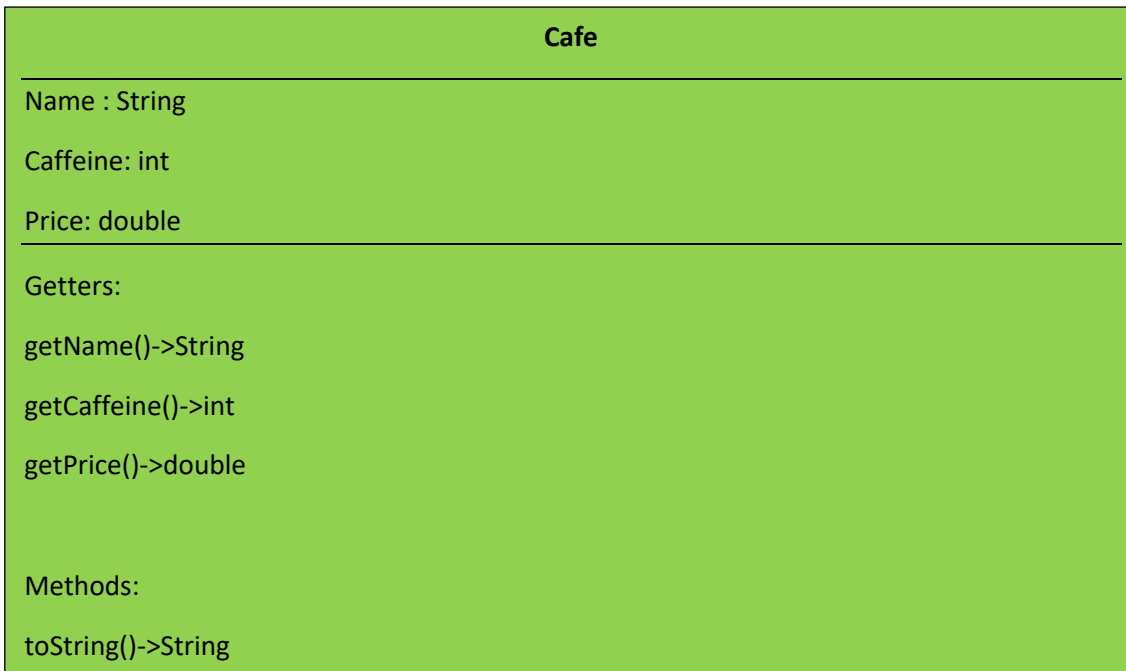 Cafe
Name : String
Caffeine: int
Price: double
Getters:
getName()->String
getCaffeine()->int
getPrice()->double
Methods:
toString()->String